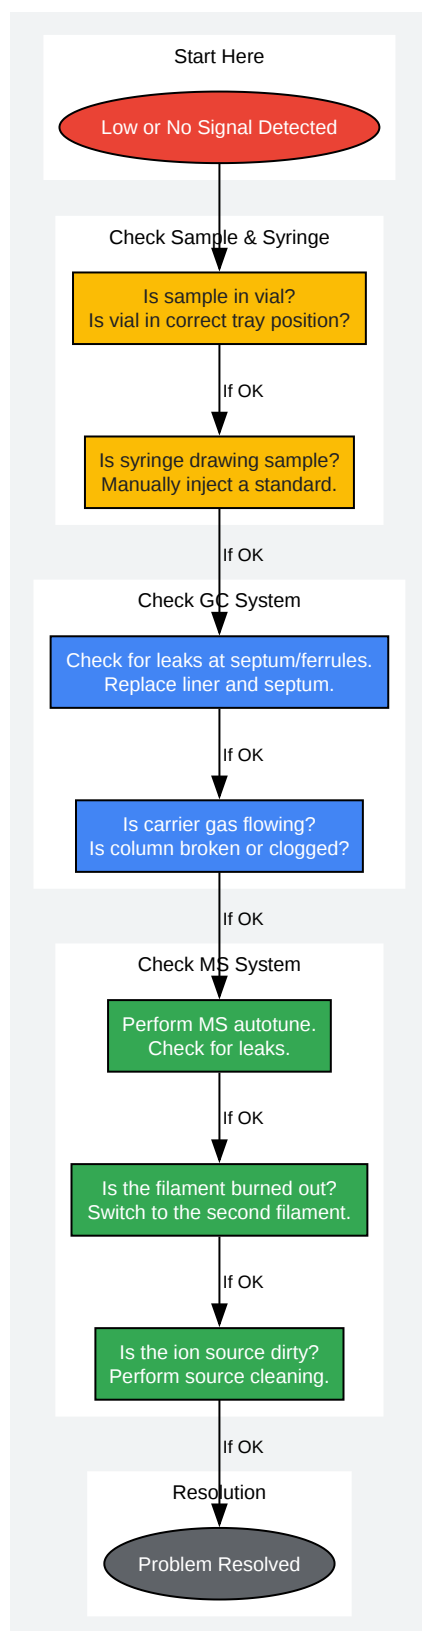 Start Here
Low or No Signal Detected
Check Sample & Syringe
Is sample in vial?
Is vial in correct tray position?
If OK
Is syringe drawing sample?
Manually inject a standard.
If OK
Check GC System
Check for leaks at septum/ferrules.
Replace liner and septum.
If OK
Is carrier gas flowing?
Is column broken or clogged?
If OK
Check MS System
Perform MS autotune.
Check for leaks.
If OK
Is the filament burned out?
Switch to the second filament.
If OK
Is the ion source dirty?
Perform source cleaning.
If OK
Resolution
Problem Resolved